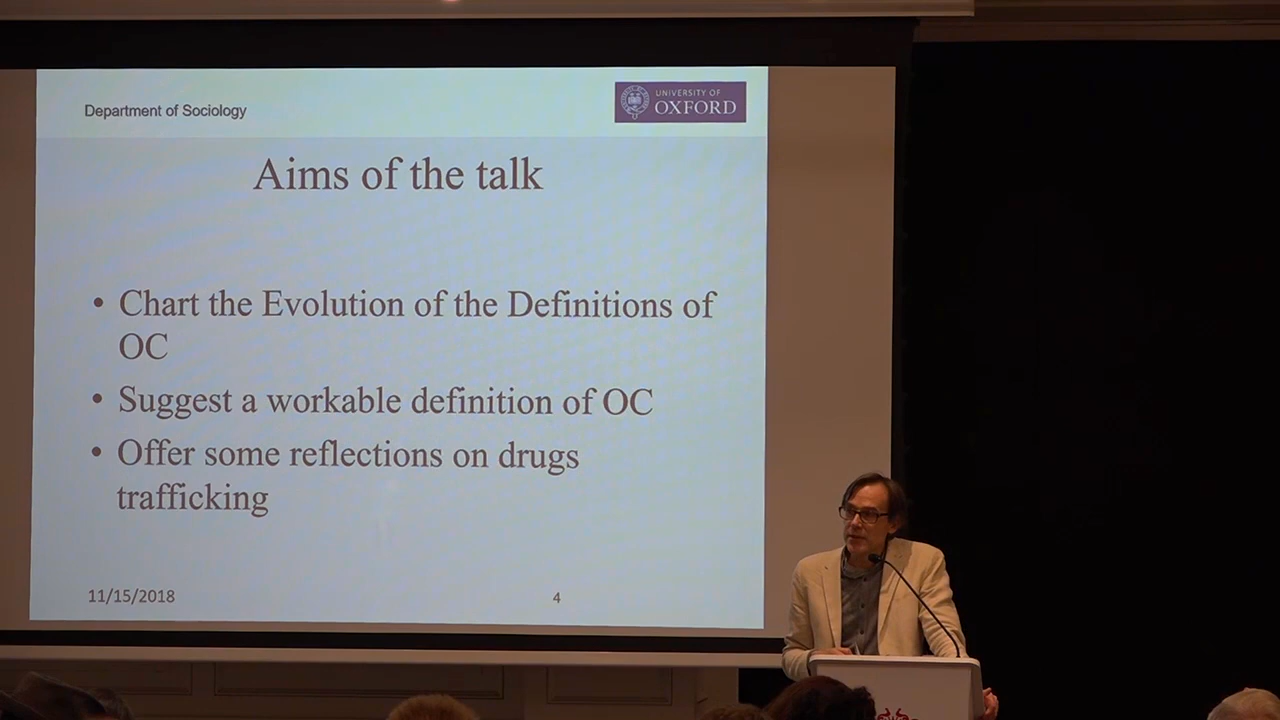 Department of Sociology
UNIVERSITY OF
OXFORD
Aims of the talk
• Chart the Evolution of the Definitions of
OC
• Suggest a workable definition of OC
• Offer some reflections on drugs
trafficking
11/15/2018
4